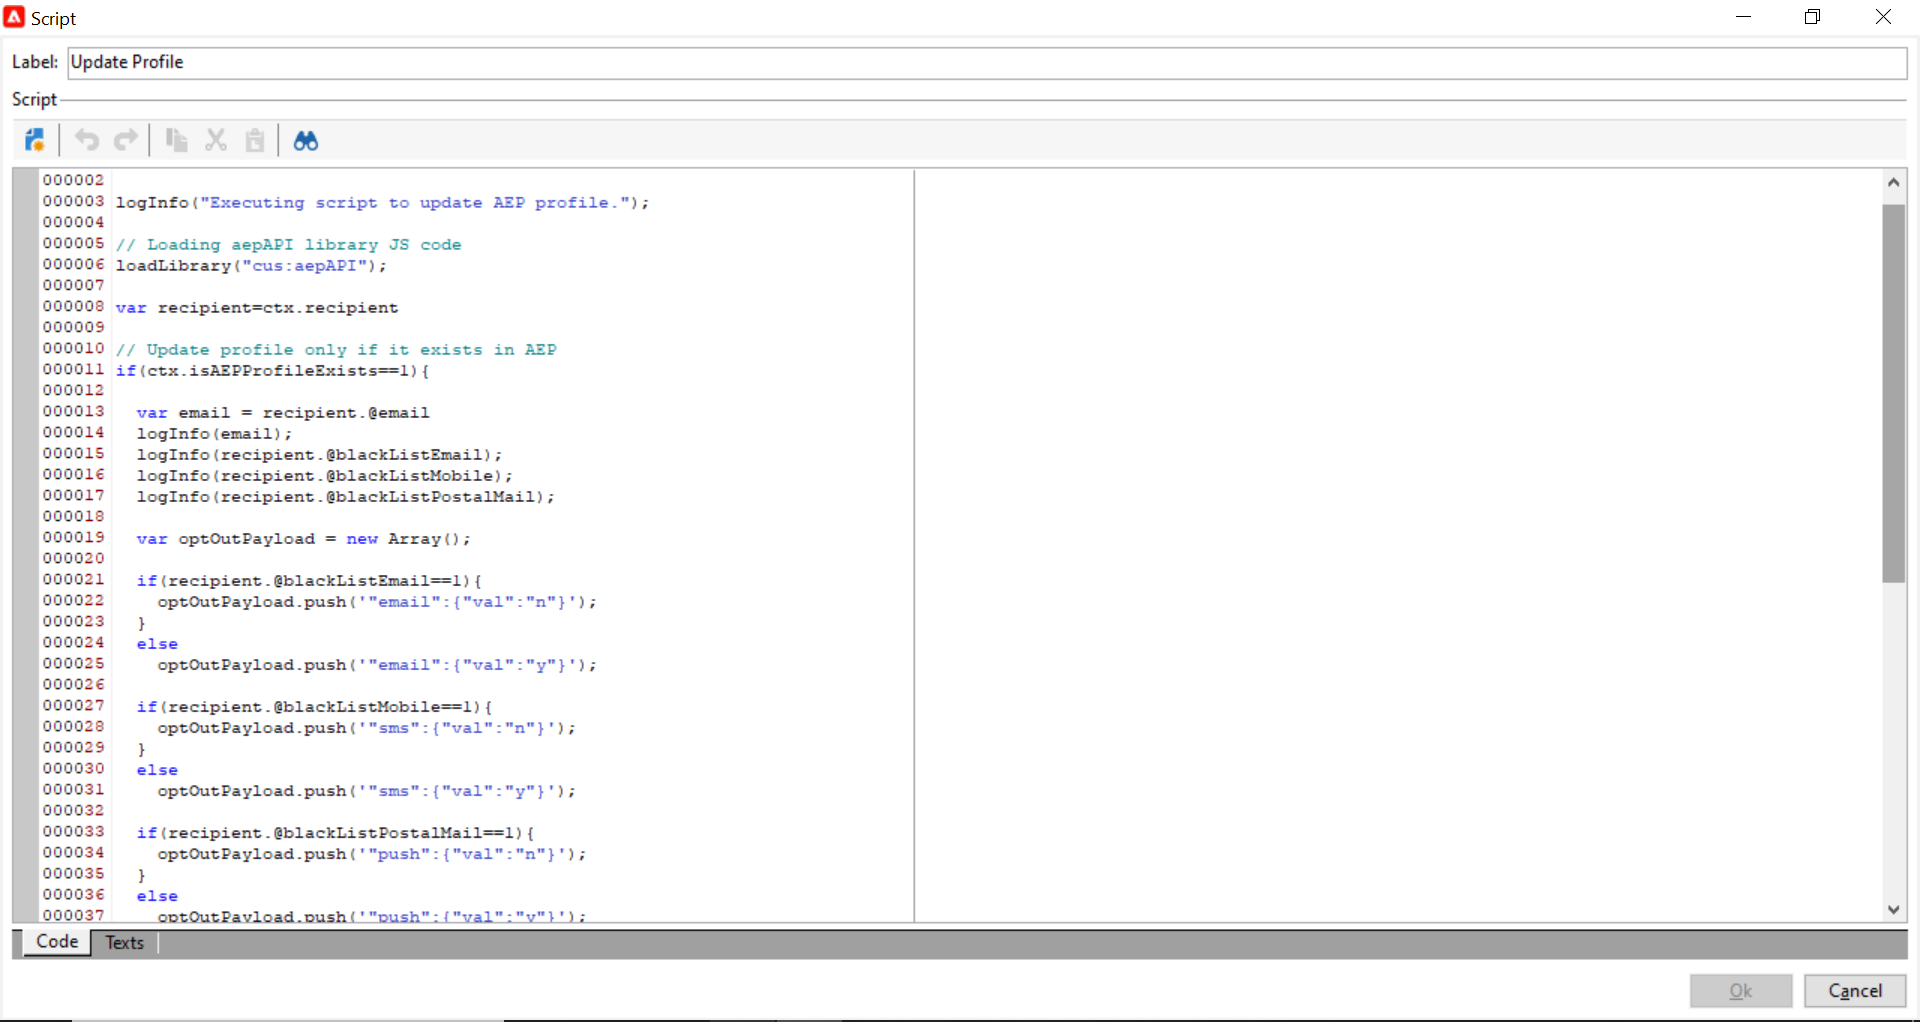 Script
Label: Update Profile
Script
000002
000003 logInfo("Executing script to update AEP profile.");
000004
000005 // Loading aepAPI library JS code
000006 loadLibrary("cus:aepAPI");
000007
000008 var recipient=ctx.recipient
000009
000010 // Update profile only if it exists in AEP
000011 if(ctx.isAEPProfileExists==1){
000012
000013   var email = recipient.@email
000014   logInfo(email);
000015   logInfo(recipient.@blackListEmail);
000016   logInfo(recipient.@blackListMobile);
000017   logInfo(recipient.@blackListPostalMail);
000018
000019   var optOutPayload = new Array();
000020
000021   if(recipient.@blackListEmail==1){
000022     optOutPayload.push('"email":{"val":"n"}');
000023   }
000024   else
000025     optOutPayload.push('"email":{"val":"y"}');
000026
000027   if(recipient.@blackListMobile==1){
000028     optOutPayload.push('"sms":{"val":"n"}');
000029   }
000030   else
000031     optOutPayload.push('"sms":{"val":"y"}');
000032
000033   if(recipient.@blackListPostalMail==1){
000034     optOutPayload.push('"push":{"val":"n"}');
000035   }
000036   else
000037     optOutPayload.push('"push":{"val":"y"}');
Code Texts
Ok Cancel